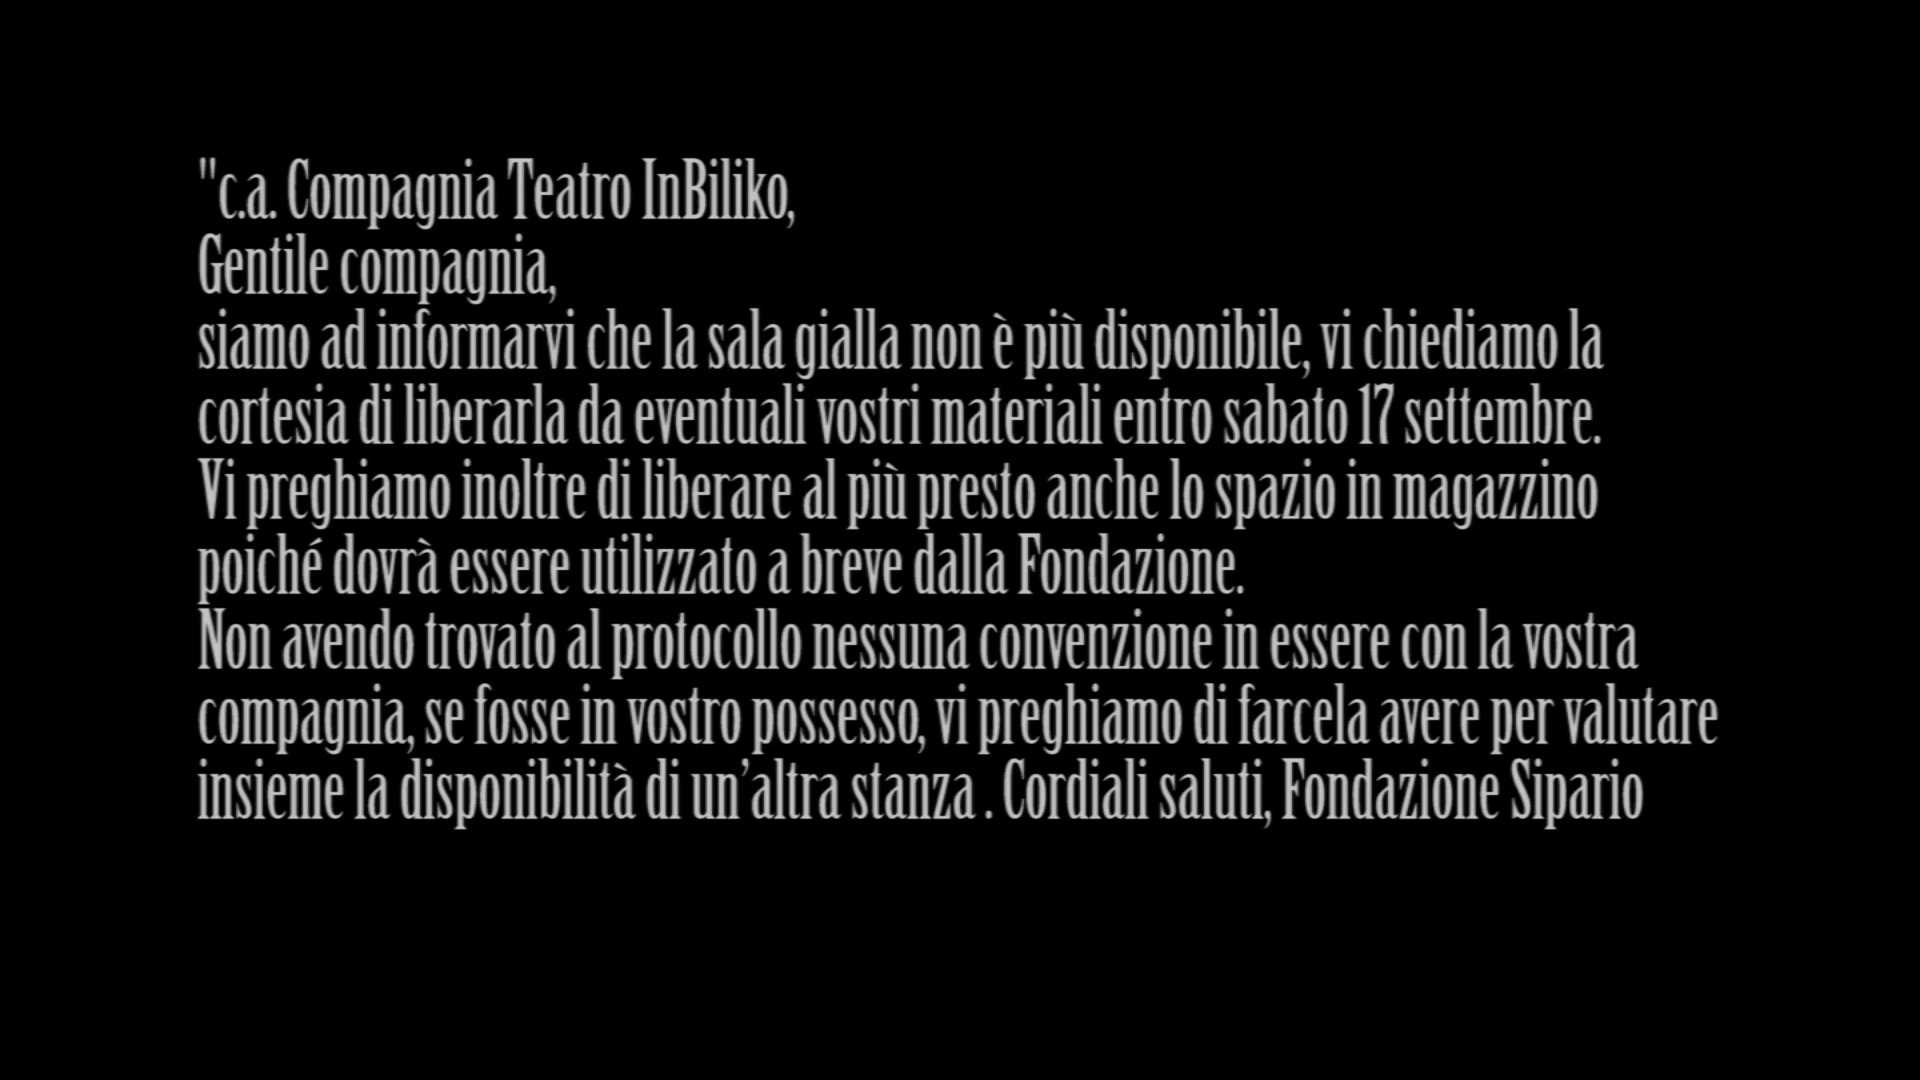 "c.a. Compagnia Teatro InBiliko,
Gentile compagnia,
siamo ad informarvi che la sala gialla non è più disponibile, vi chiediamo la
cortesia di liberarla da eventuali vostri materiali entro sabato 17 settembre.
Vi preghiamo inoltre di liberare al più presto anche lo spazio in magazzino
poiché dovrà essere utilizzato a breve dalla Fondazione.
Non avendo trovato al protocollo nessuna convenzione in essere con la vostra
compagnia, se fosse in vostro possesso, vi preghiamo di farcela avere per valutare
insieme la disponibilità di un’altra stanza . Cordiali saluti, Fondazione Sipario